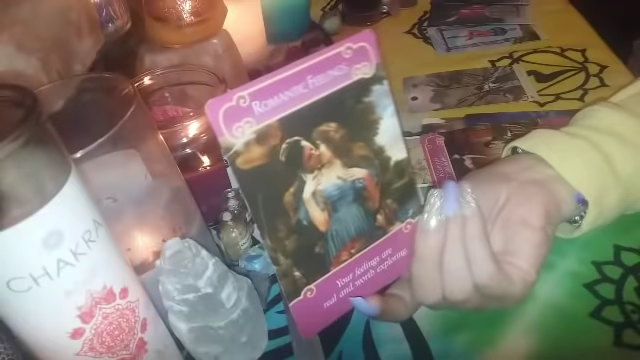 CHAKRA
ROMANTIC FEELINGS
Your feelings are
real and worth exploring.